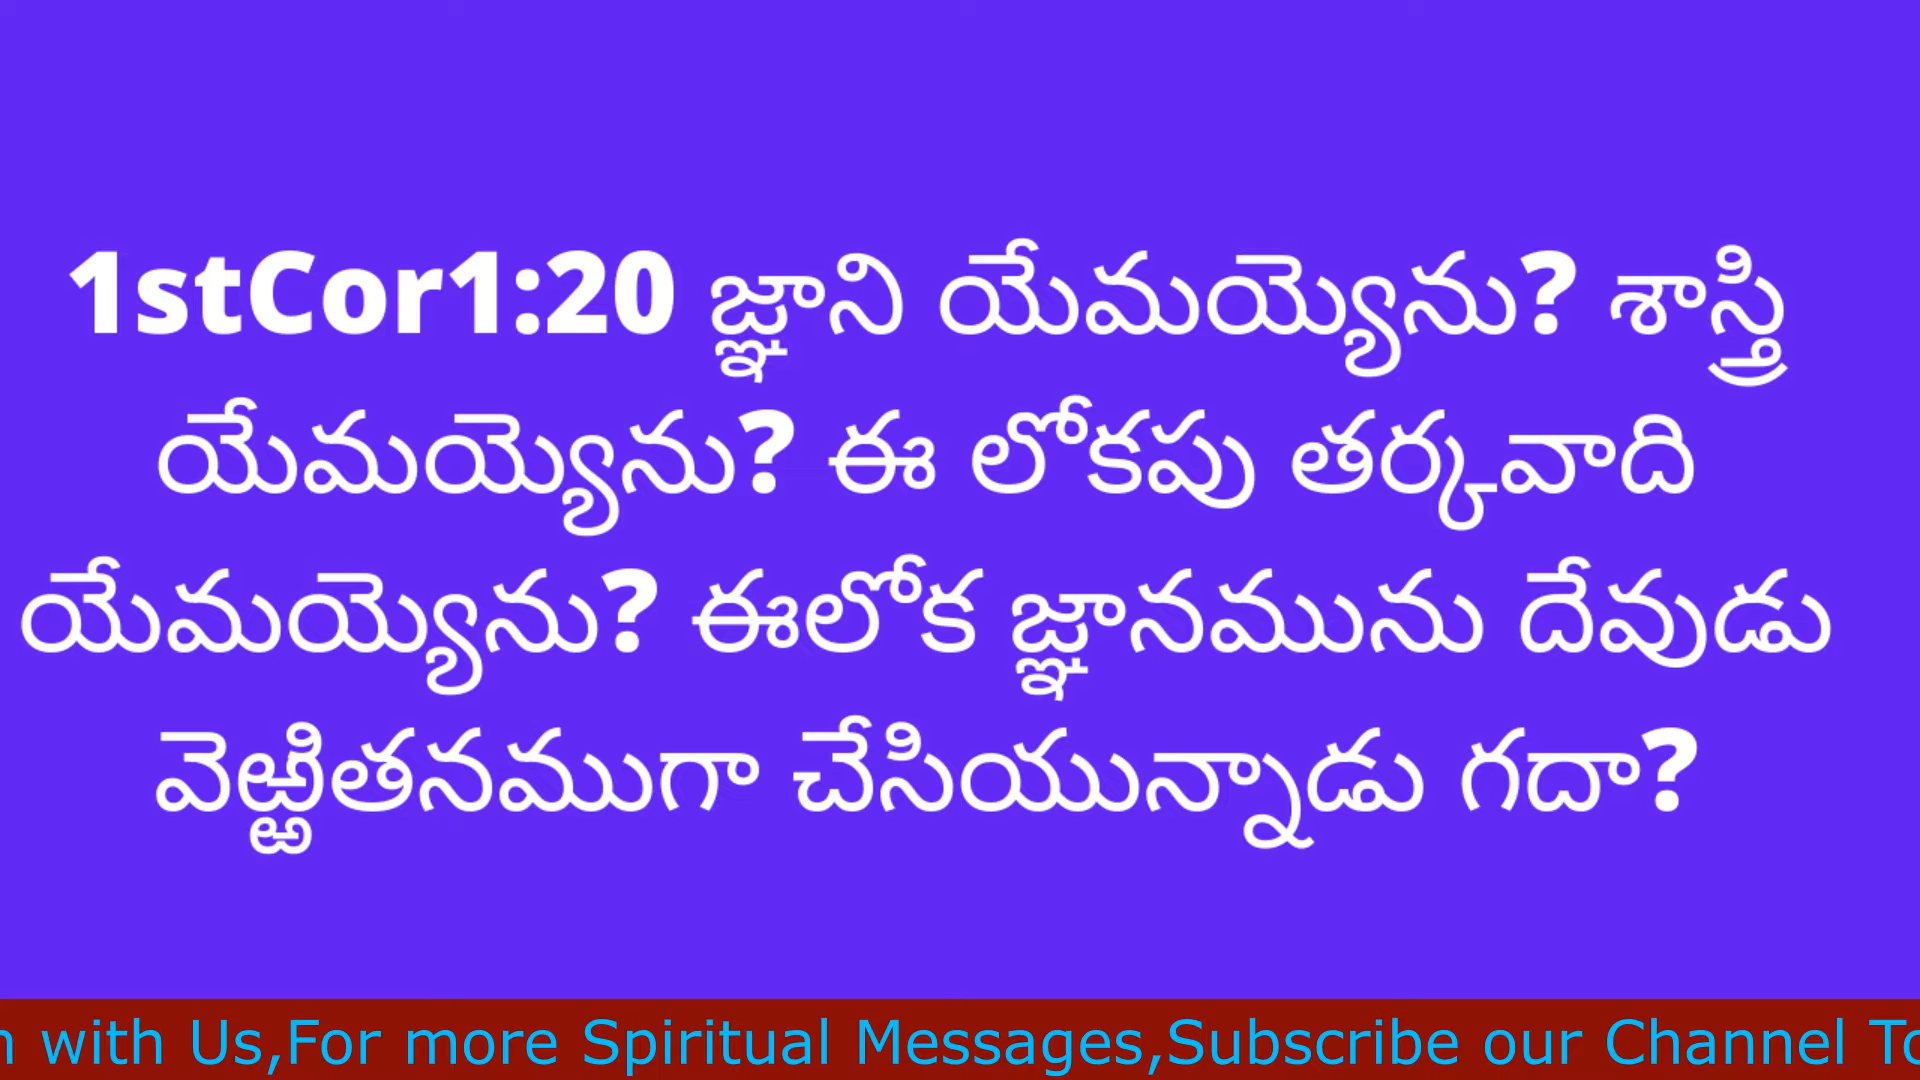 1stCor1:20 జ్ఞాని యేమయ్యెను? శాస్త్రి
యేమయ్యెను? ఈ లోకపు తర్కవాది
యేమయ్యెను? ఈలోక జ్ఞానమును దేవుడు
వెఱ్ఱితనముగా చేసియున్నాడు గదా?
with Us,For more Spiritual Messages,Subscribe our Channel